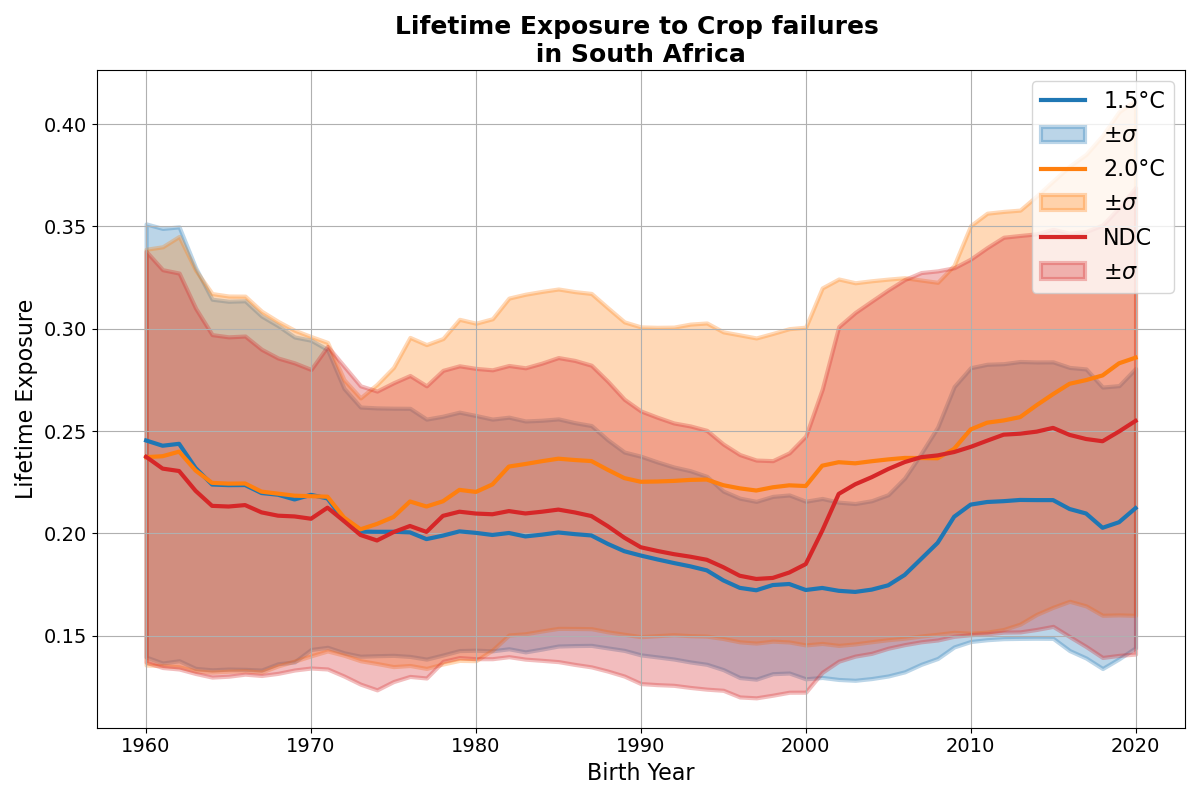 Lifetime Exposure to Crop failures
in South Africa
1.5°C
±σ
2.0°C
±σ
NDC
±σ
Lifetime Exposure
0.40
0.35
0.30
0.25
0.20
0.15
1960 1970 1980 1990 2000 2010 2020
Birth Year